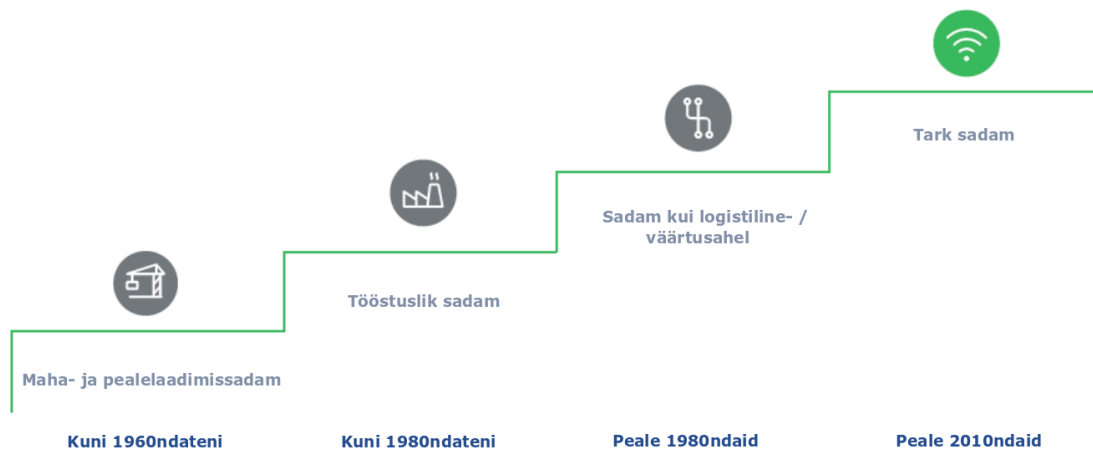 Tark sadam
Sadam kui logistiline- /
väärtusahel
Tööstuslik sadam
Maha- ja pealelaadimissadam
Kuni 1960ndateni
Kuni 1980ndateni
Peale 1980ndaid
Peale 2010ndaid